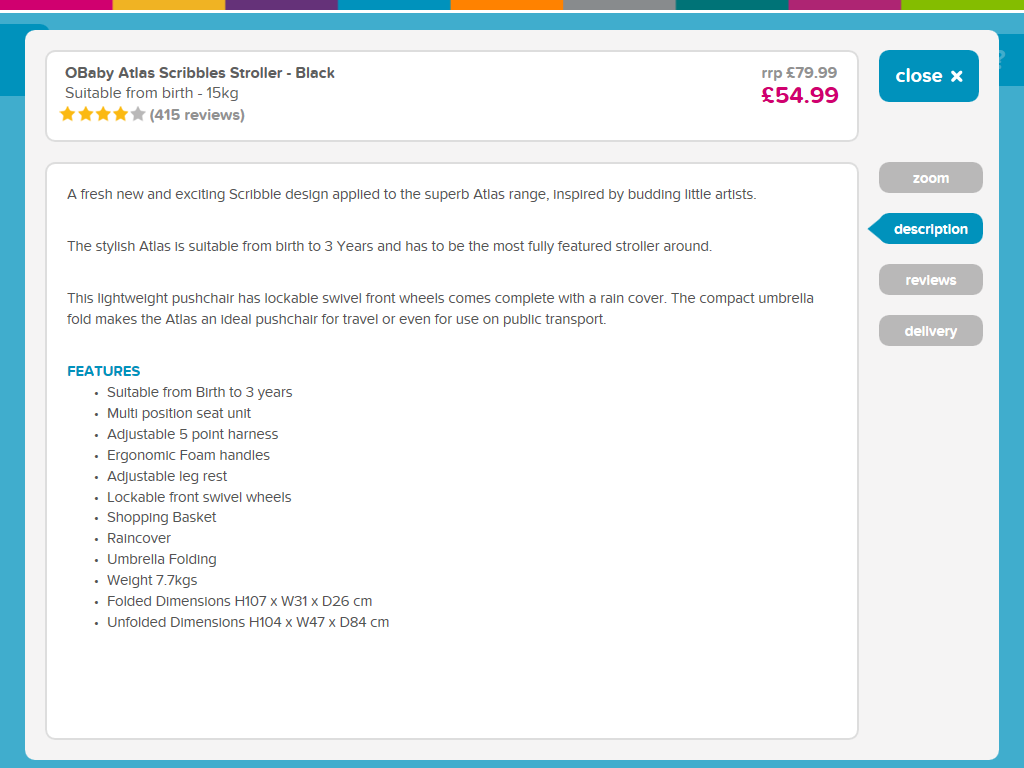 OBaby Atlas Scribbles Stroller - Black
Suitable from birth - 15kg
(415 reviews)
rrp £79.99
£54.99
close ×
?
A fresh new and exciting Scribble design applied to the superb Atlas range, inspired by budding little artists.
The stylish Atlas is suitable from birth to 3 Years and has to be the most fully featured stroller around.
This lightweight pushchair has lockable swivel front wheels comes complete with a rain cover. The compact umbrella
fold makes the Atlas an ideal pushchair for travel or even for use on public transport.
FEATURES
• Suitable from Birth to 3 years
• Multi position seat unit
• Adjustable 5 point harness
• Ergonomic Foam handles
• Adjustable leg rest
• Lockable front swivel wheels
• Shopping Basket
• Raincover
• Umbrella Folding
• Weight 7.7kgs
• Folded Dimensions H107 x W31 x D26 cm
• Unfolded Dimensions H104 x W47 x D84 cm
zoom
description
reviews
delivery